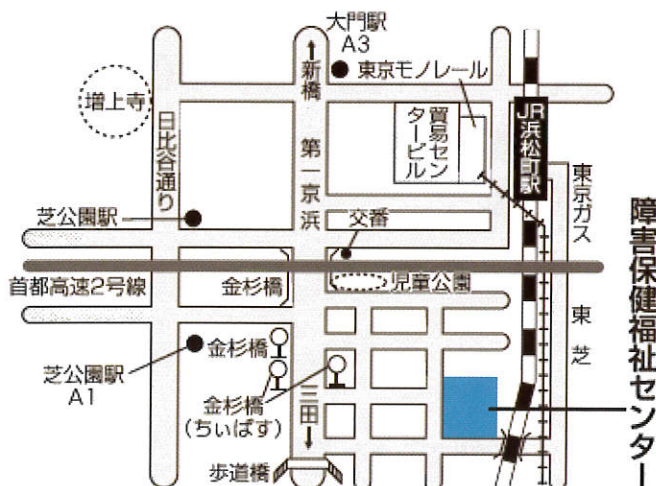 大門駅
A3
↑新橋
東京モノレール
増上寺
日比谷通り
第一京浜
貿易セン
タービル
JR浜松町駅
東京ガス
芝公園駅
交番
首都高速2号線
金杉橋
児童公園
東芝
障害保健福祉センター
芝公園駅
A1
金杉橋
金杉橋
(ちぃばす)
三田↓
歩道橋